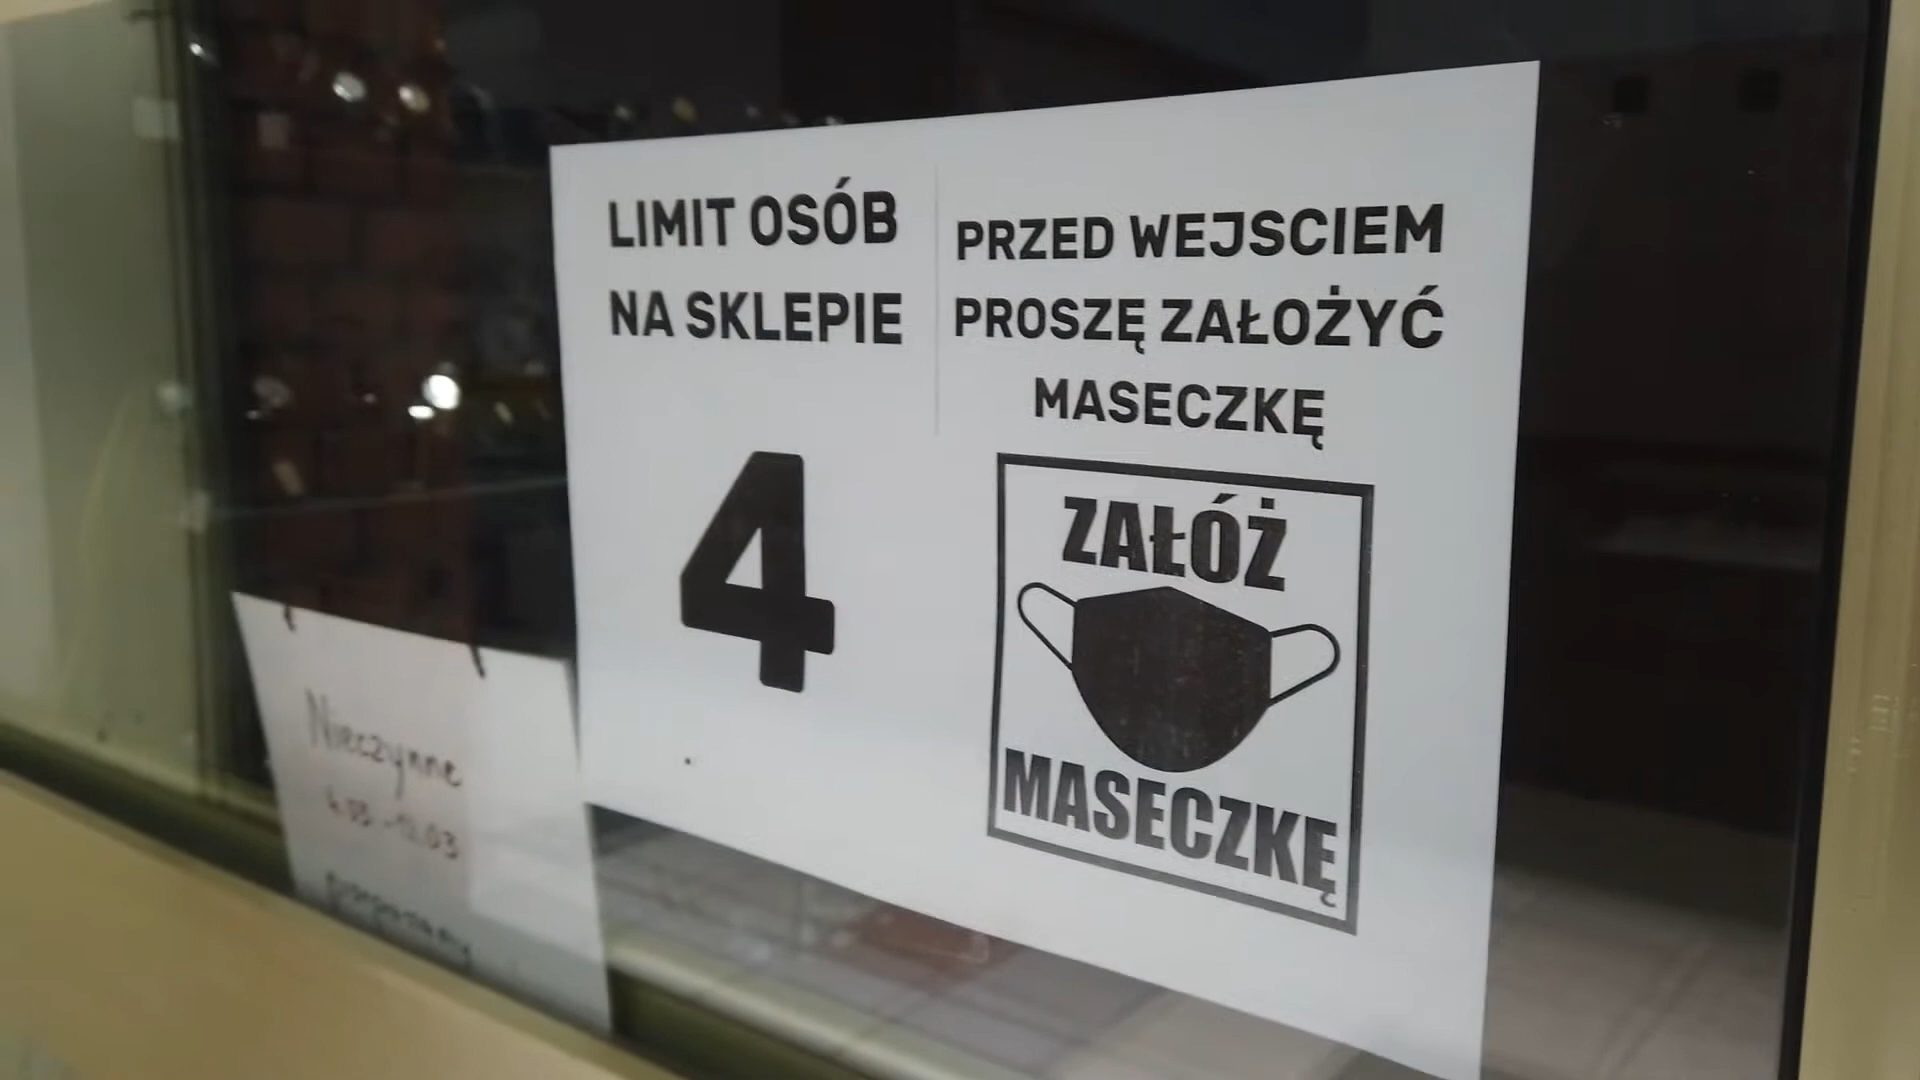 LIMIT OSÓB
NA SKLEPIE
4
PRZED WEJSCIEM
PROSZĘ ZAŁOŻYĆ
MASECZKĘ
ZAŁÓŻ
MASECZKĘ
Nieczynne